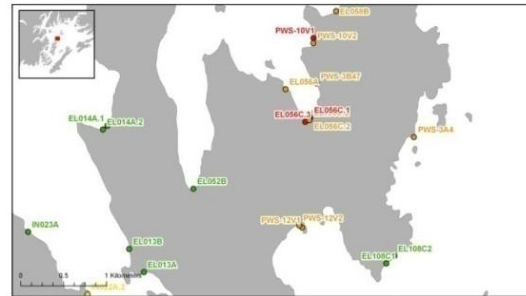 EL058B
PWS-10V1
PWS-10V2
PWS-3B47
EL056A
EL056C.1
EL056C.3
EL056C.2
EL014A.1
EL014A.2
PWS-3A4
EL052B
PWS-12V1
PWS-12V2
IN023A
EL013B
EL108C2
EL108C1
EL013A
0 0.5 1 Kilometers